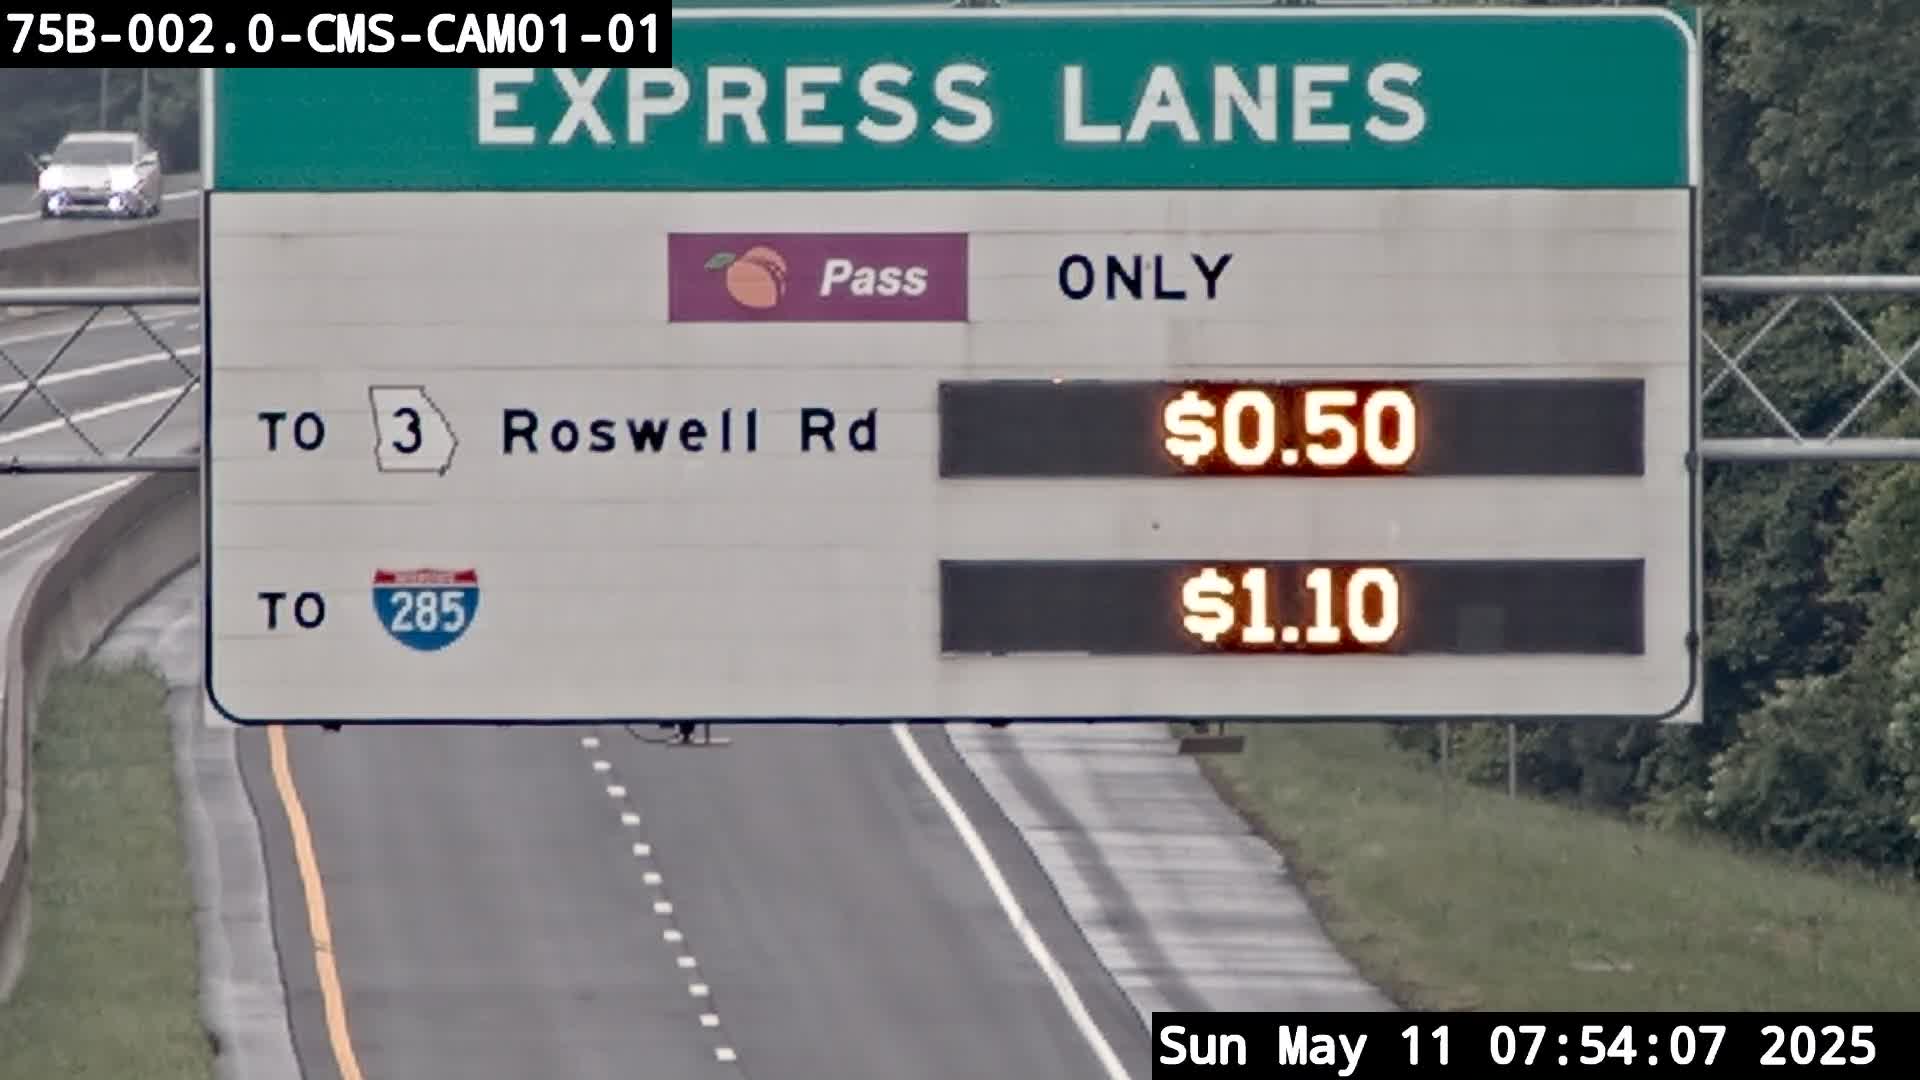 75B-002.0-CMS-CAM01-01
EXPRESS LANES
Pass ONLY
TO 3 Roswell Rd $0.50
TO 285 $1.10
Sun May 11 07:54:07 2025